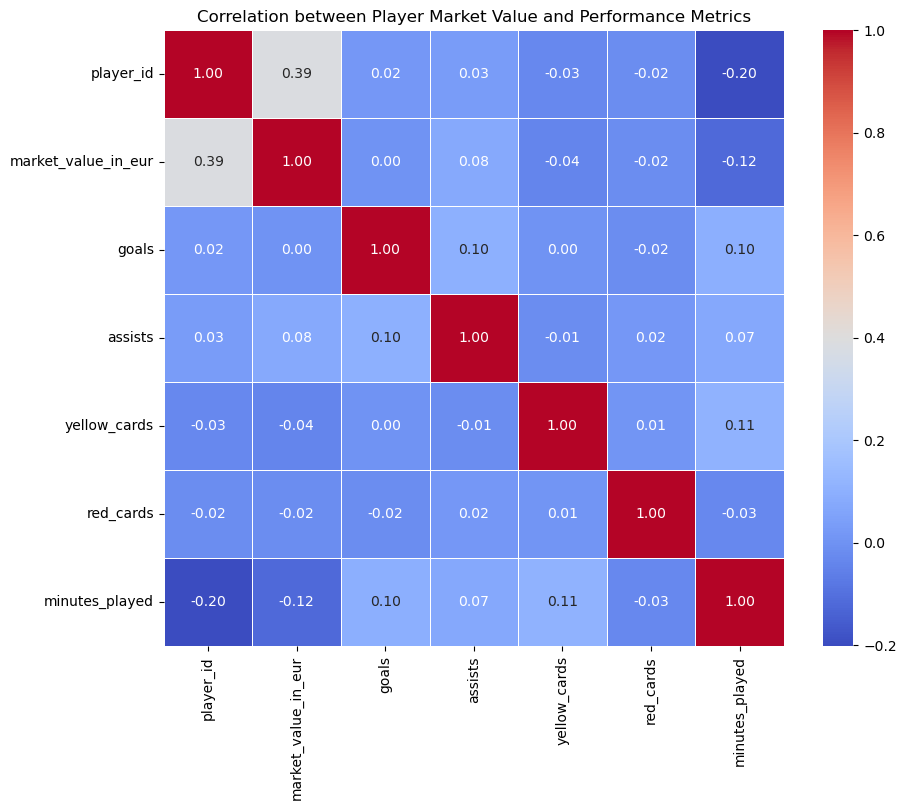 Correlation between Player Market Value and Performance Metrics
player_id 1.00 0.39 0.02 0.03 -0.03 -0.02 -0.20
market_value_in_eur 0.39 1.00 0.00 0.08 -0.04 -0.02 -0.12
goals 0.02 0.00 1.00 0.10 0.00 -0.02 0.10
assists 0.03 0.08 0.10 1.00 -0.01 0.02 0.07
yellow_cards -0.03 -0.04 0.00 -0.01 1.00 0.01 0.11
red_cards -0.02 -0.02 -0.02 0.02 0.01 1.00 -0.03
minutes_played -0.20 -0.12 0.10 0.07 0.11 -0.03 1.00
player_id
market_value_in_eur
goals
assists
yellow_cards
red_cards
minutes_played
1.0
0.8
0.6
0.4
0.2
0.0
−0.2